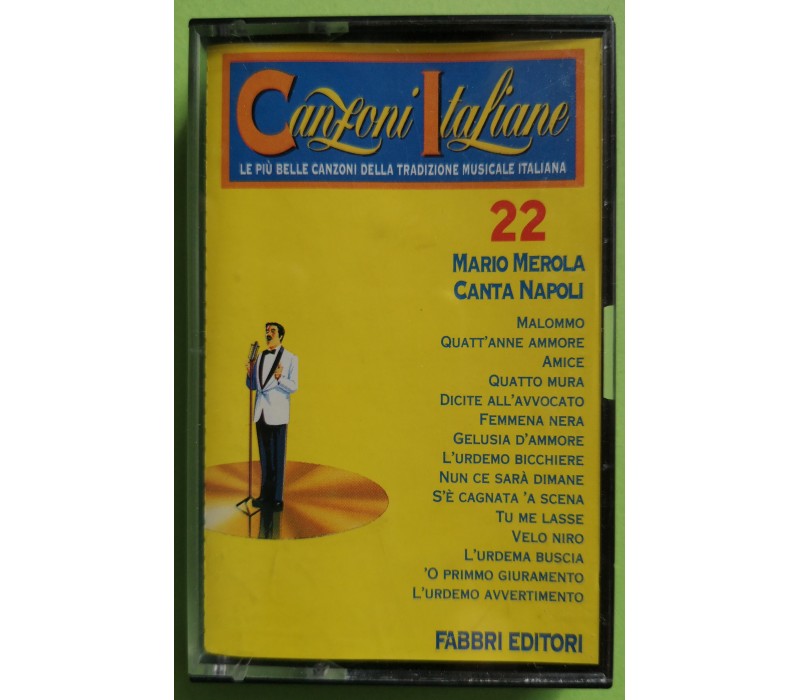 Canzoni Italiane
LE PIÙ BELLE CANZONI DELLA TRADIZIONE MUSICALE ITALIANA
22
MARIO MEROLA
CANTA NAPOLI
MALOMMO
QUATT'ANNE AMMORE
AMICE
QUATTO MURA
DICITE ALL'AVVOCATO
FEMMENA NERA
GELUSIA D'AMMORE
L'URDEMO BICCHIERE
NUN CE SARÀ DIMANE
S'È CAGNATA 'A SCENA
TU ME LASSE
VELO NIRO
L'URDEMA BUSCIA
'O PRIMMO GIURAMENTO
L'URDEMO AVVERTIMENTO
FABBRI EDITORI